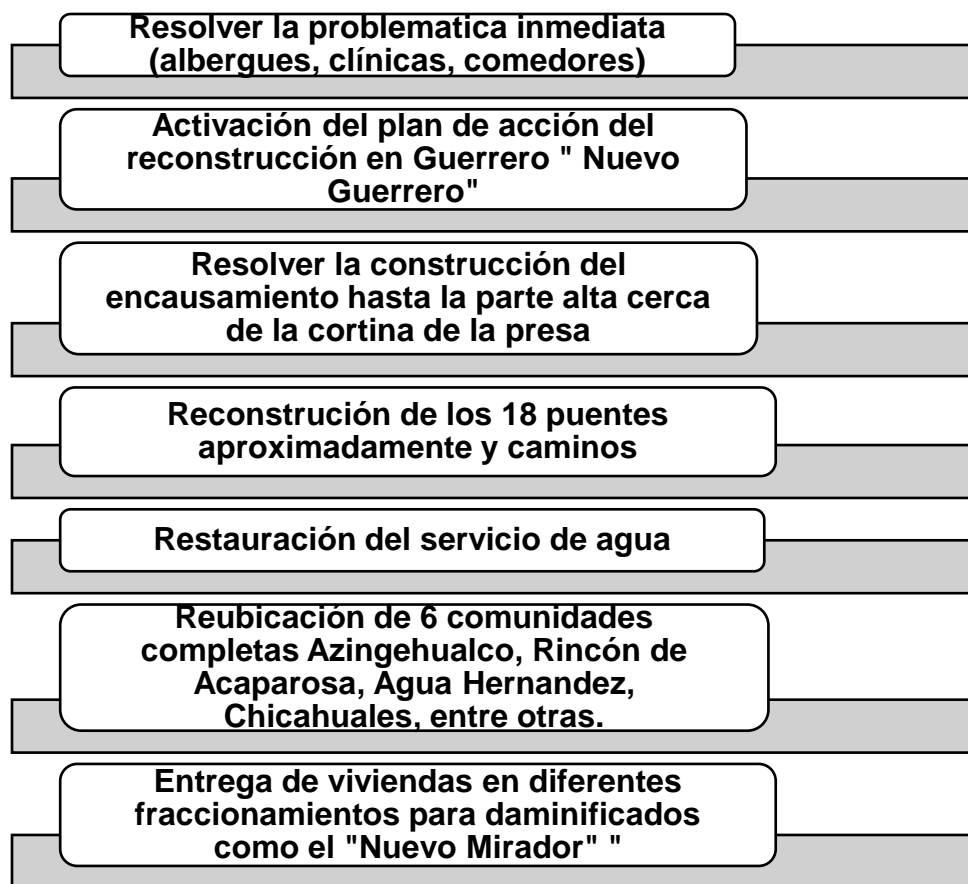 Resolver la problematica inmediata
(albergues, clínicas, comedores)
Activación del plan de acción del
reconstrucción en Guerrero " Nuevo
Guerrero"
Resolver la construcción del
encausamiento hasta la parte alta cerca
de la cortina de la presa
Reconstrución de los 18 puentes
aproximadamente y caminos
Restauración del servicio de agua
Reubicación de 6 comunidades
completas Azingehualco, Rincón de
Acaparosa, Agua Hernandez,
Chicahuales, entre otras.
Entrega de viviendas en diferentes
fraccionamientos para daminificados
como el "Nuevo Mirador" "